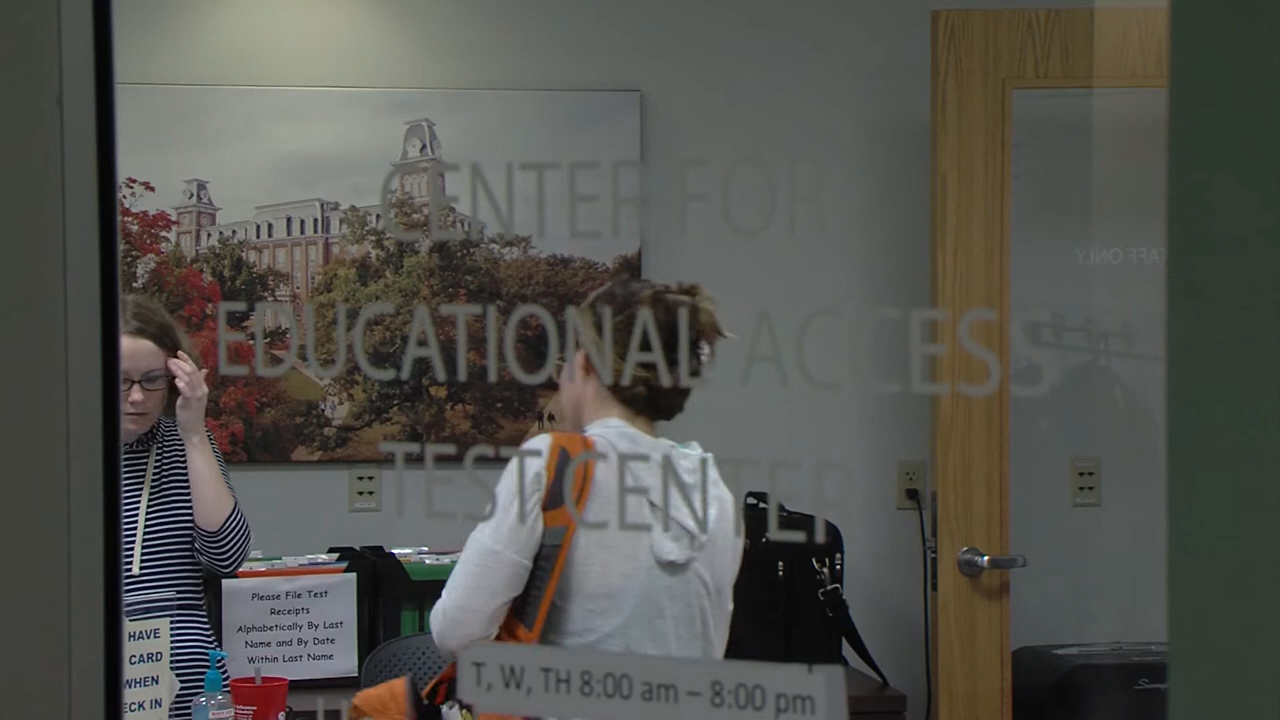 CENTER FOR
EDUCATIONAL ACCESS
TEST CENTER
T, W, TH 8:00 am – 8:00 pm
STAFF ONLY
Please File Test
Receipts
Alphabetically By Last
Name and By Date
Within Last Name
HAVE
CARD
WHEN
CK IN